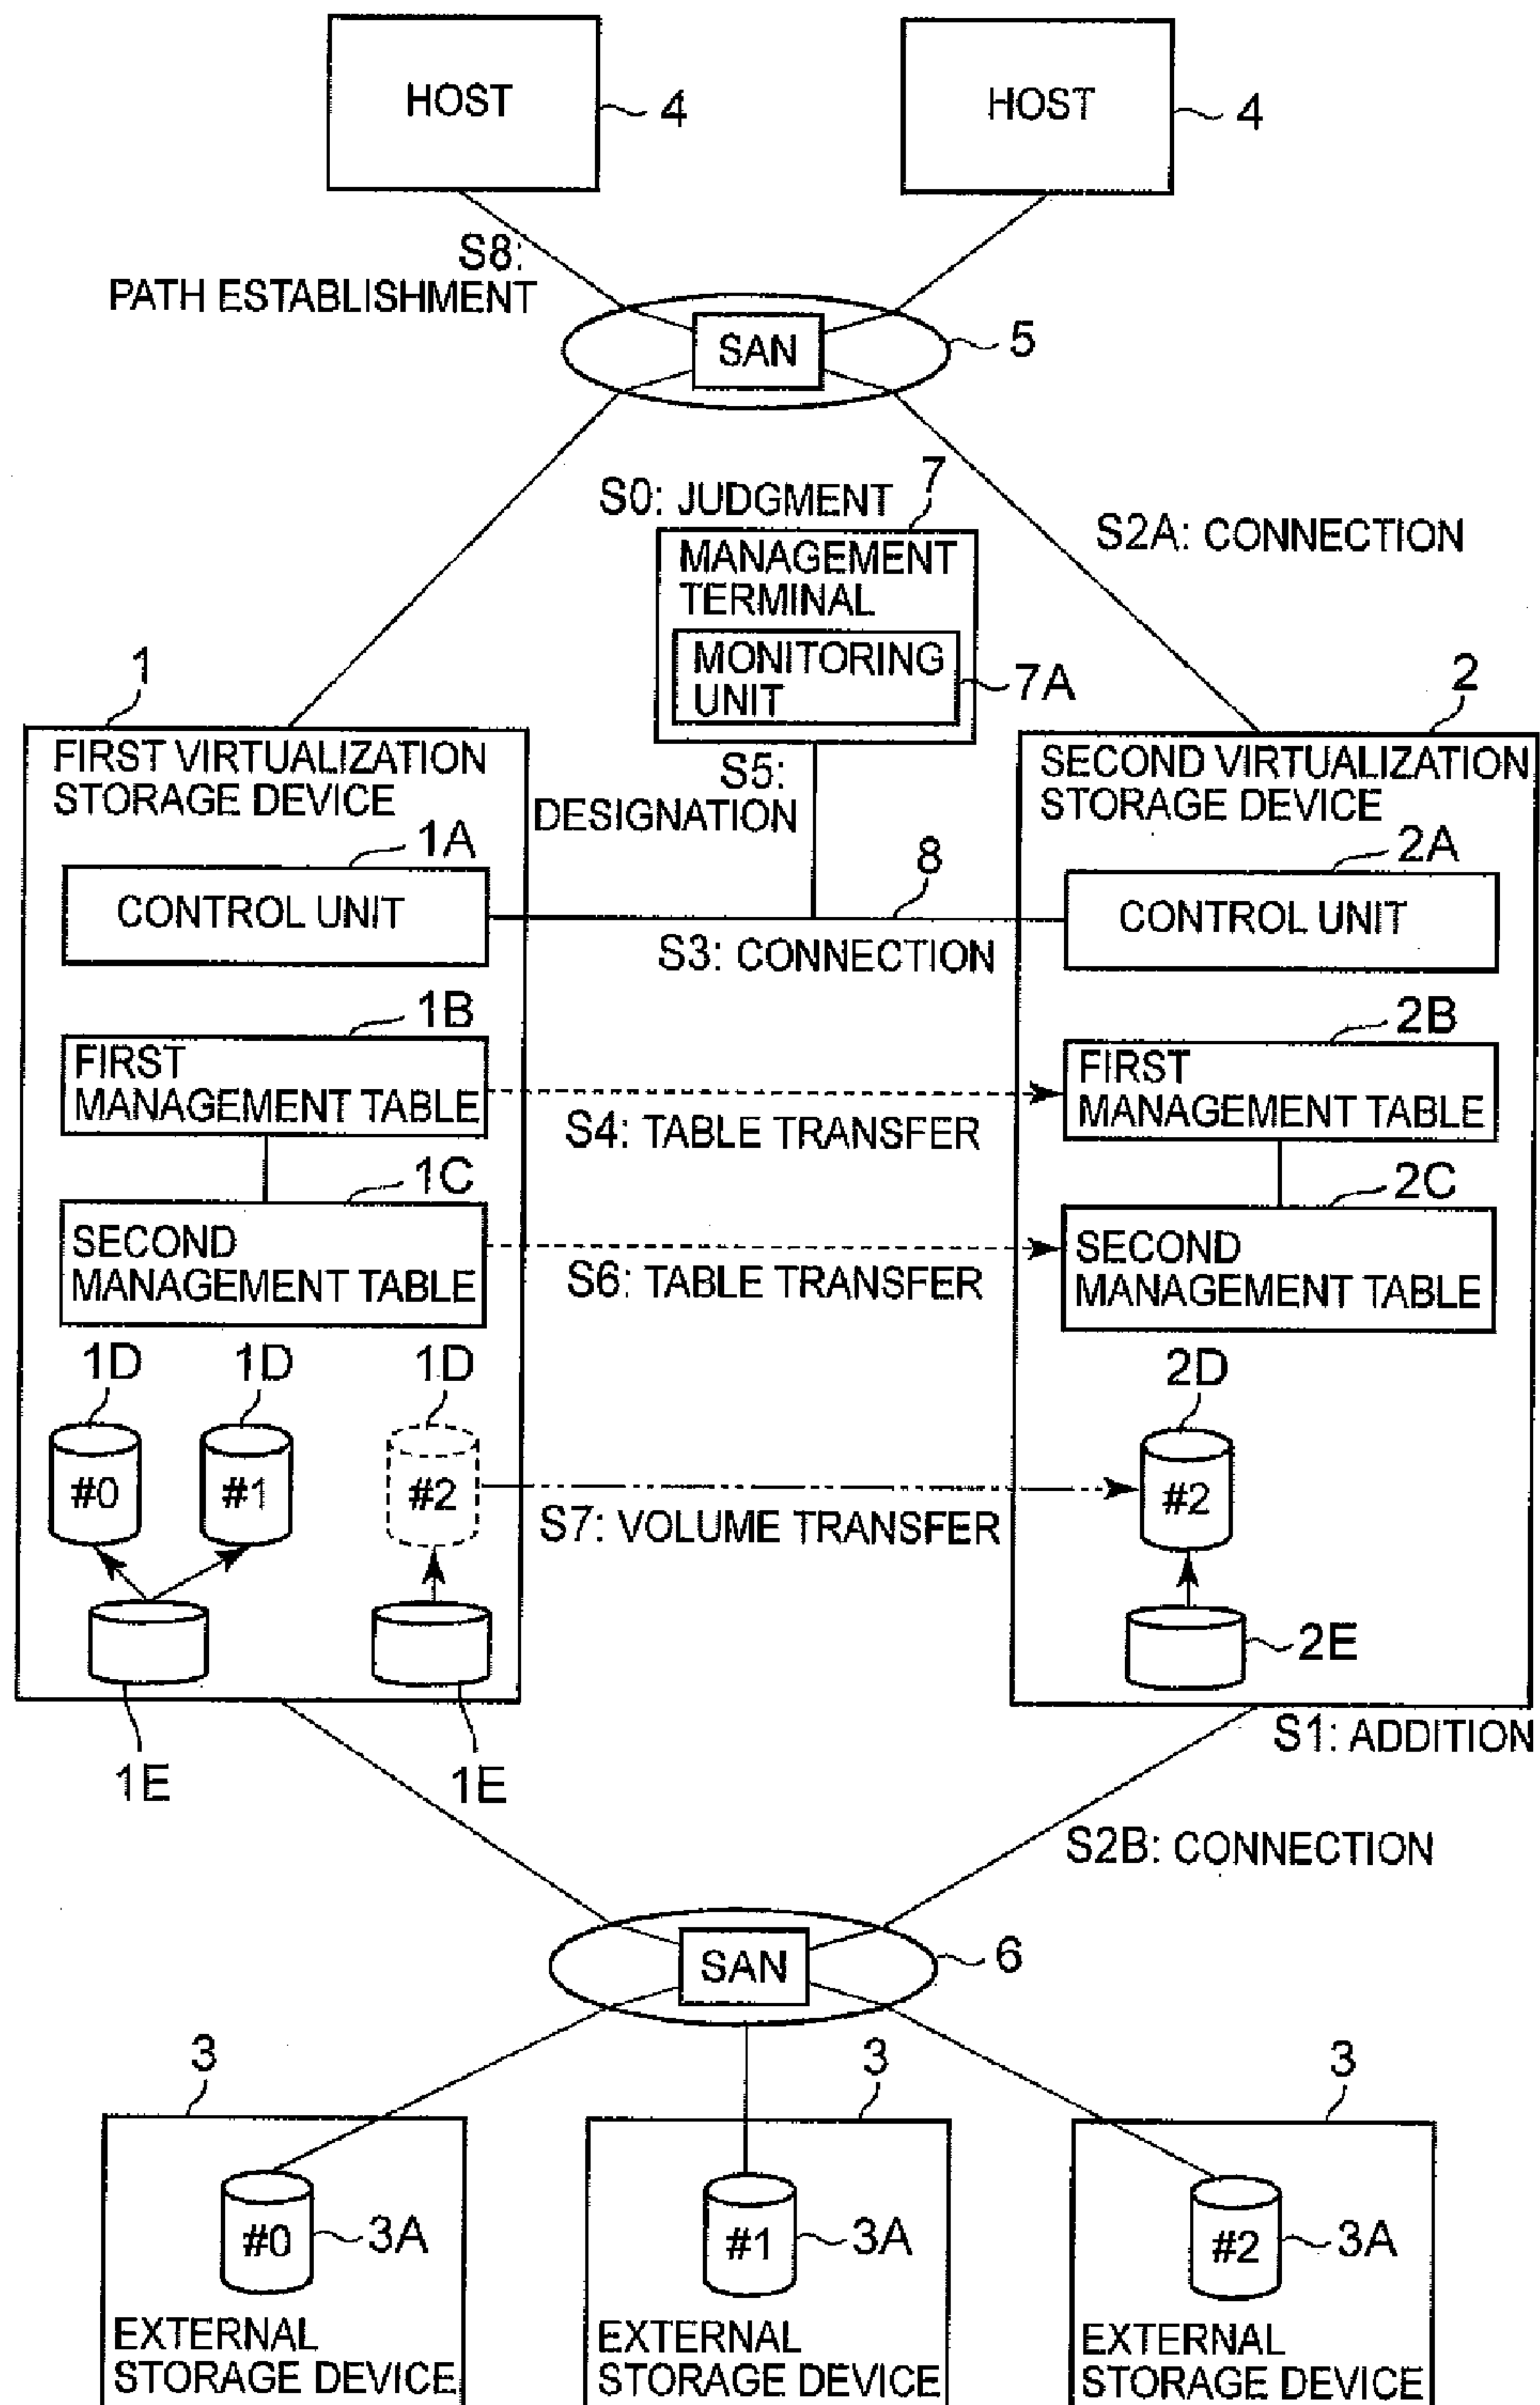 HOST
4
HOST
4
S8:
PATH ESTABLISHMENT
SAN
5
S0: JUDGMENT
7
MANAGEMENT
TERMINAL
MONITORING
UNIT
7A
S2A: CONNECTION
1
FIRST VIRTUALIZATION
STORAGE DEVICE
S5:
DESIGNATION
2
SECOND VIRTUALIZATION
STORAGE DEVICE
1A
CONTROL UNIT
8
S3: CONNECTION
2A
CONTROL UNIT
1B
FIRST
MANAGEMENT TABLE
S4: TABLE TRANSFER
2B
FIRST
MANAGEMENT TABLE
1C
SECOND
MANAGEMENT TABLE
S6: TABLE TRANSFER
2C
SECOND
MANAGEMENT TABLE
1D
1D
1D
2D
#0
#1
#2
S7: VOLUME TRANSFER
#2
2E
1E
1E
S1: ADDITION
S2B: CONNECTION
SAN
6
3
3
3
#0
3A
#1
3A
#2
3A
EXTERNAL
STORAGE DEVICE
EXTERNAL
STORAGE DEVICE
EXTERNAL
STORAGE DEVICE